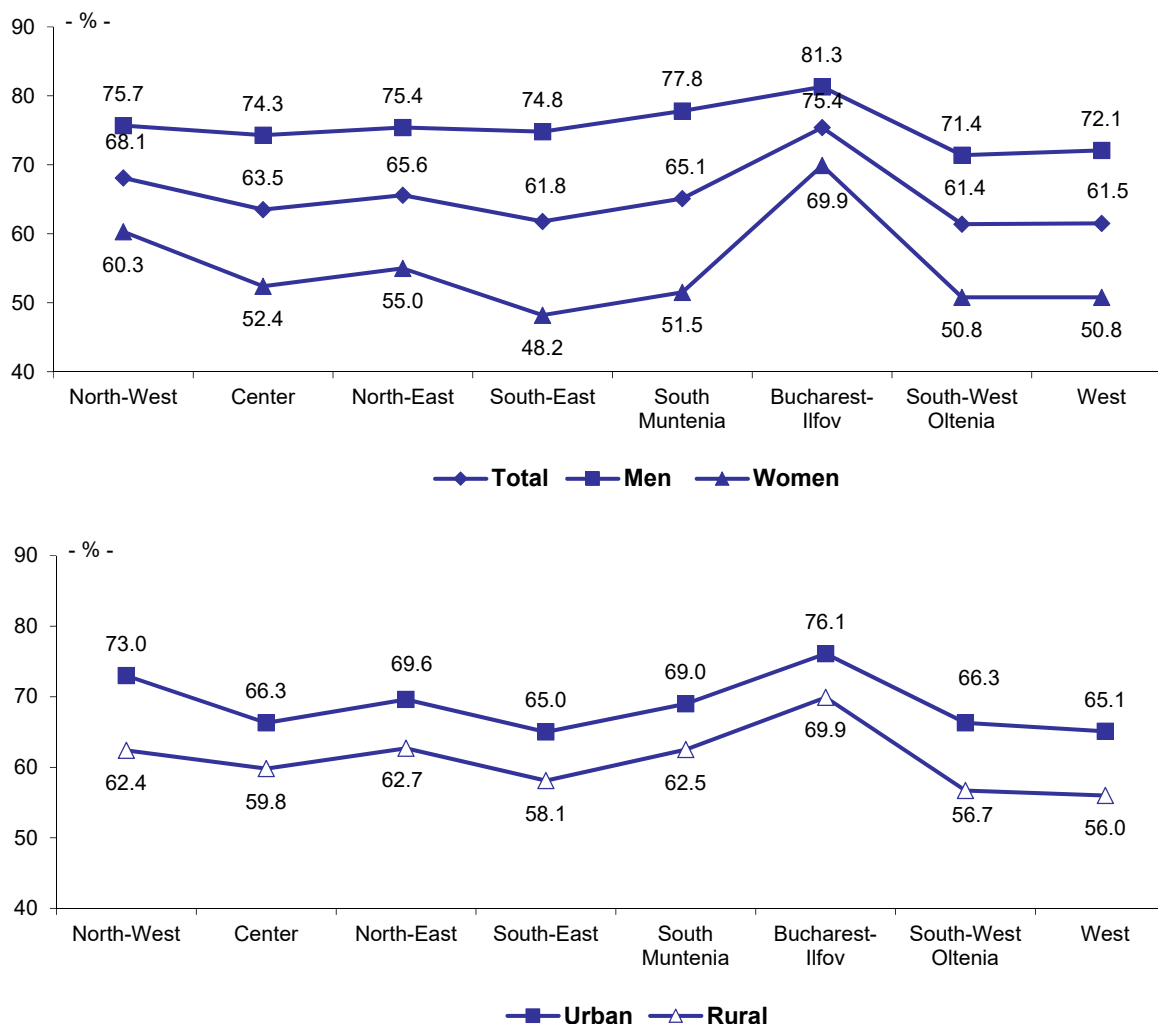 90
- % -
81.3
77.8
75.7 74.3 75.4 74.8 75.4 71.4 72.1
80
68.1 63.5 65.6 61.8 65.1 61.4 61.5
70
60
69.9
60.3 52.4 55.0 48.2 51.5 50.8 50.8
50
40
North-West Center North-East South-East South Muntenia Bucharest-Ilfov South-West Oltenia West
Total Men Women
90
- % -
80
76.1
73.0 66.3 69.6 65.0 69.0 66.3 65.1
70
69.9
62.4 59.8 62.7 58.1 62.5 56.7 56.0
60
50
40
North-West Center North-East South-East South Muntenia Bucharest-Ilfov South-West Oltenia West
Urban Rural